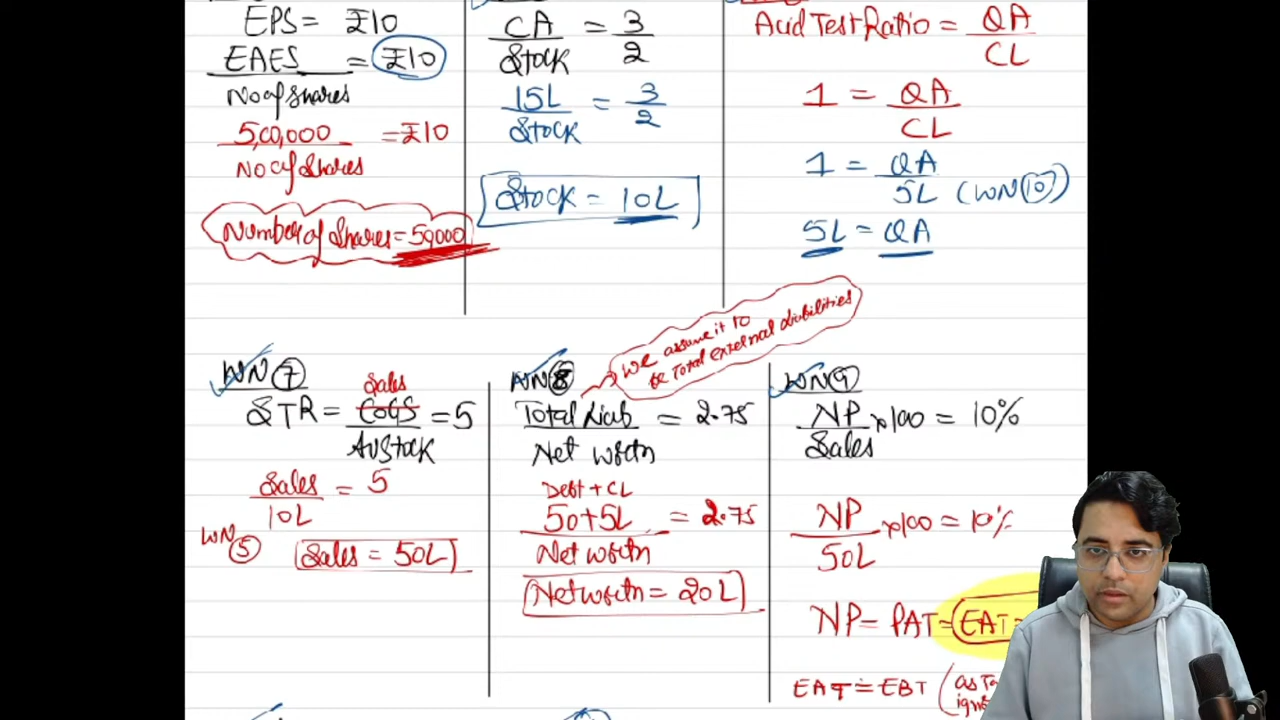 EPS = ₹10
EAES = ₹10
No of shares
5,00,000 = ₹10
No of Shares
Number of shares = 50,000
CA = 3
Stock 2
15L = 3
Stock 2
Stock = 10L
Acid Test Ratio = QA
CL
1 = QA
CL
1 = QA
5L (WN 10)
5L = QA
WN 7
Sales
STR = COGS = 5
Av Stock
Sales = 5
10L
WN 5
Sales = 50L
We assume it to
be Total external liabilities
WN 8
Total Liab = 2.75
Net worth
Debt + CL
50+5L = 2.75
Net worth
Net worth = 20L
WN 9
NP x100 = 10%
Sales
NP x100 = 10%
50L
NP = PAT = EAT =
EAT = EBT (as